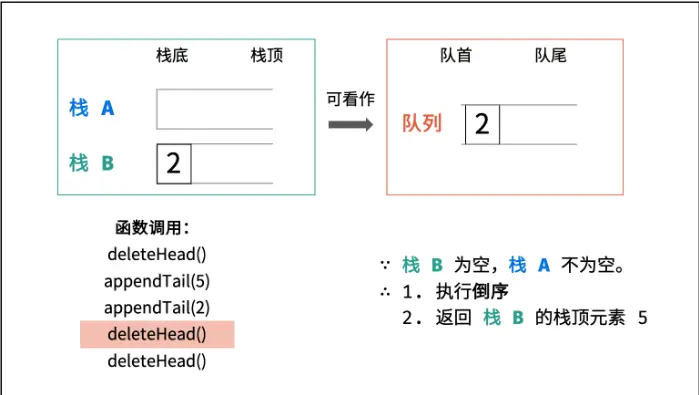 栈底 栈顶
栈 A
栈 B 2
可看作
队首 队尾
队列 2
函数调用：
deleteHead()
appendTail(5)
appendTail(2)
deleteHead()
deleteHead()
∵ 栈 B 为空，栈 A 不为空。
∴ 1. 执行倒序
2. 返回 栈 B 的栈顶元素 5